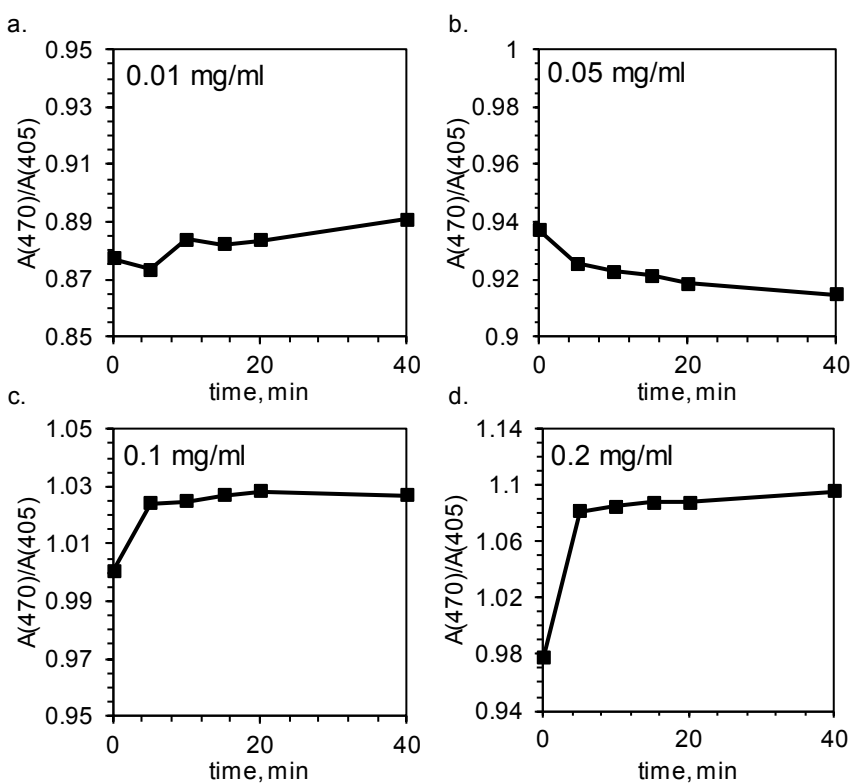 a.
0.01 mg/ml
A(470)/A(405)
0.95
0.93
0.91
0.89
0.87
0.85
0 20 40
time, min
b.
0.05 mg/ml
A(470)/A(405)
1
0.98
0.96
0.94
0.92
0.9
0 20 40
time, min
c.
0.1 mg/ml
A(470)/A(405)
1.05
1.03
1.01
0.99
0.97
0.95
0 20 40
time, min
d.
0.2 mg/ml
A(470)/A(405)
1.14
1.1
1.06
1.02
0.98
0.94
0 20 40
time, min